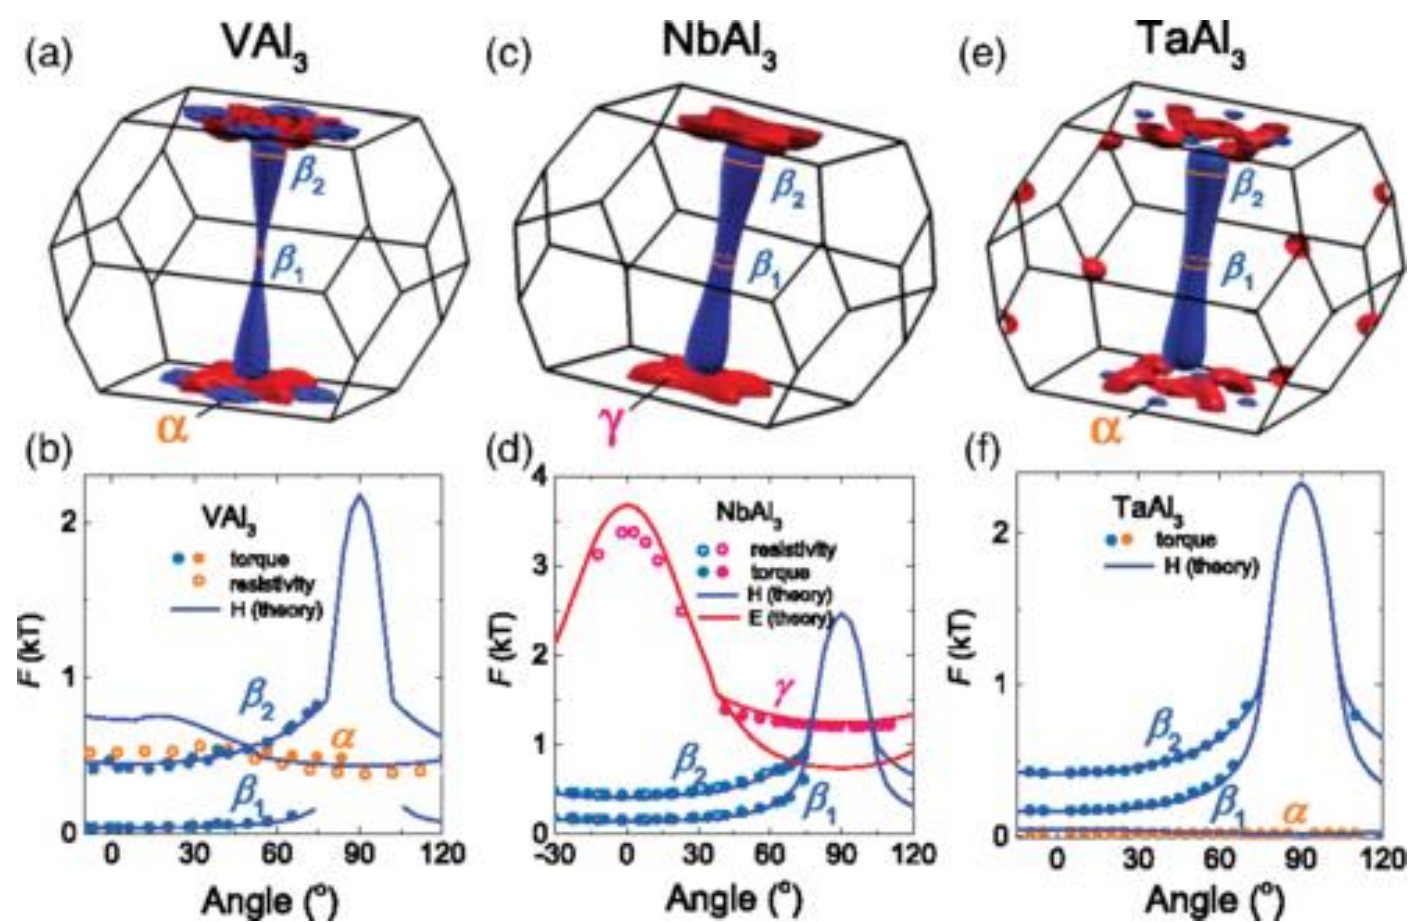 (a) VAl₃
β₂
β₁
α
(c) NbAl₃
β₂
β₁
γ
(e) TaAl₃
β₂
β₁
α
(b)
VAl₃
torque
resistivity
H (theory)
β₂
α
β₁
F (kT)
2
1
0
0 30 60 90 120
Angle (°)
(d)
NbAl₃
resistivity
torque
H (theory)
E (theory)
γ
β₂
β₁
F (kT)
4
3
2
1
0
-30 0 30 60 90 120
Angle (°)
(f)
TaAl₃
torque
H (theory)
β₂
β₁
α
F (kT)
2
1
0
0 30 60 90 120
Angle (°)